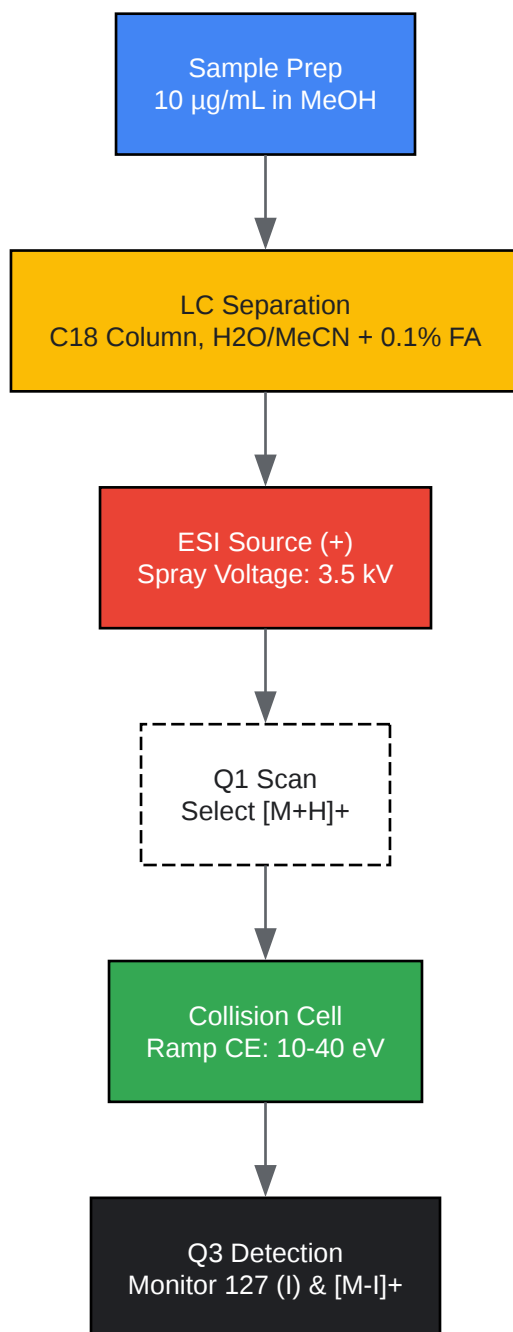 Sample Prep
10 µg/mL in MeOH
LC Separation
C18 Column, H2O/MeCN + 0.1% FA
ESI Source (+)
Spray Voltage: 3.5 kV
Q1 Scan
Select [M+H]+
Collision Cell
Ramp CE: 10-40 eV
Q3 Detection
Monitor 127 (I) & [M-I]+